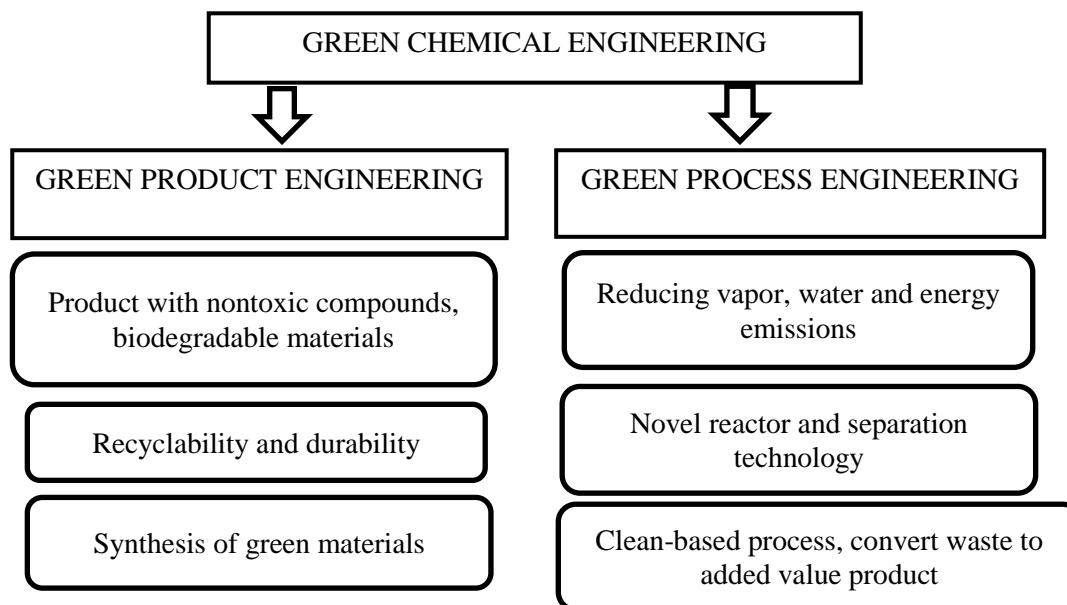 GREEN CHEMICAL ENGINEERING
GREEN PRODUCT ENGINEERING
Product with nontoxic compounds,
biodegradable materials
Recyclability and durability
Synthesis of green materials
GREEN PROCESS ENGINEERING
Reducing vapor, water and energy
emissions
Novel reactor and separation
technology
Clean-based process, convert waste to
added value product